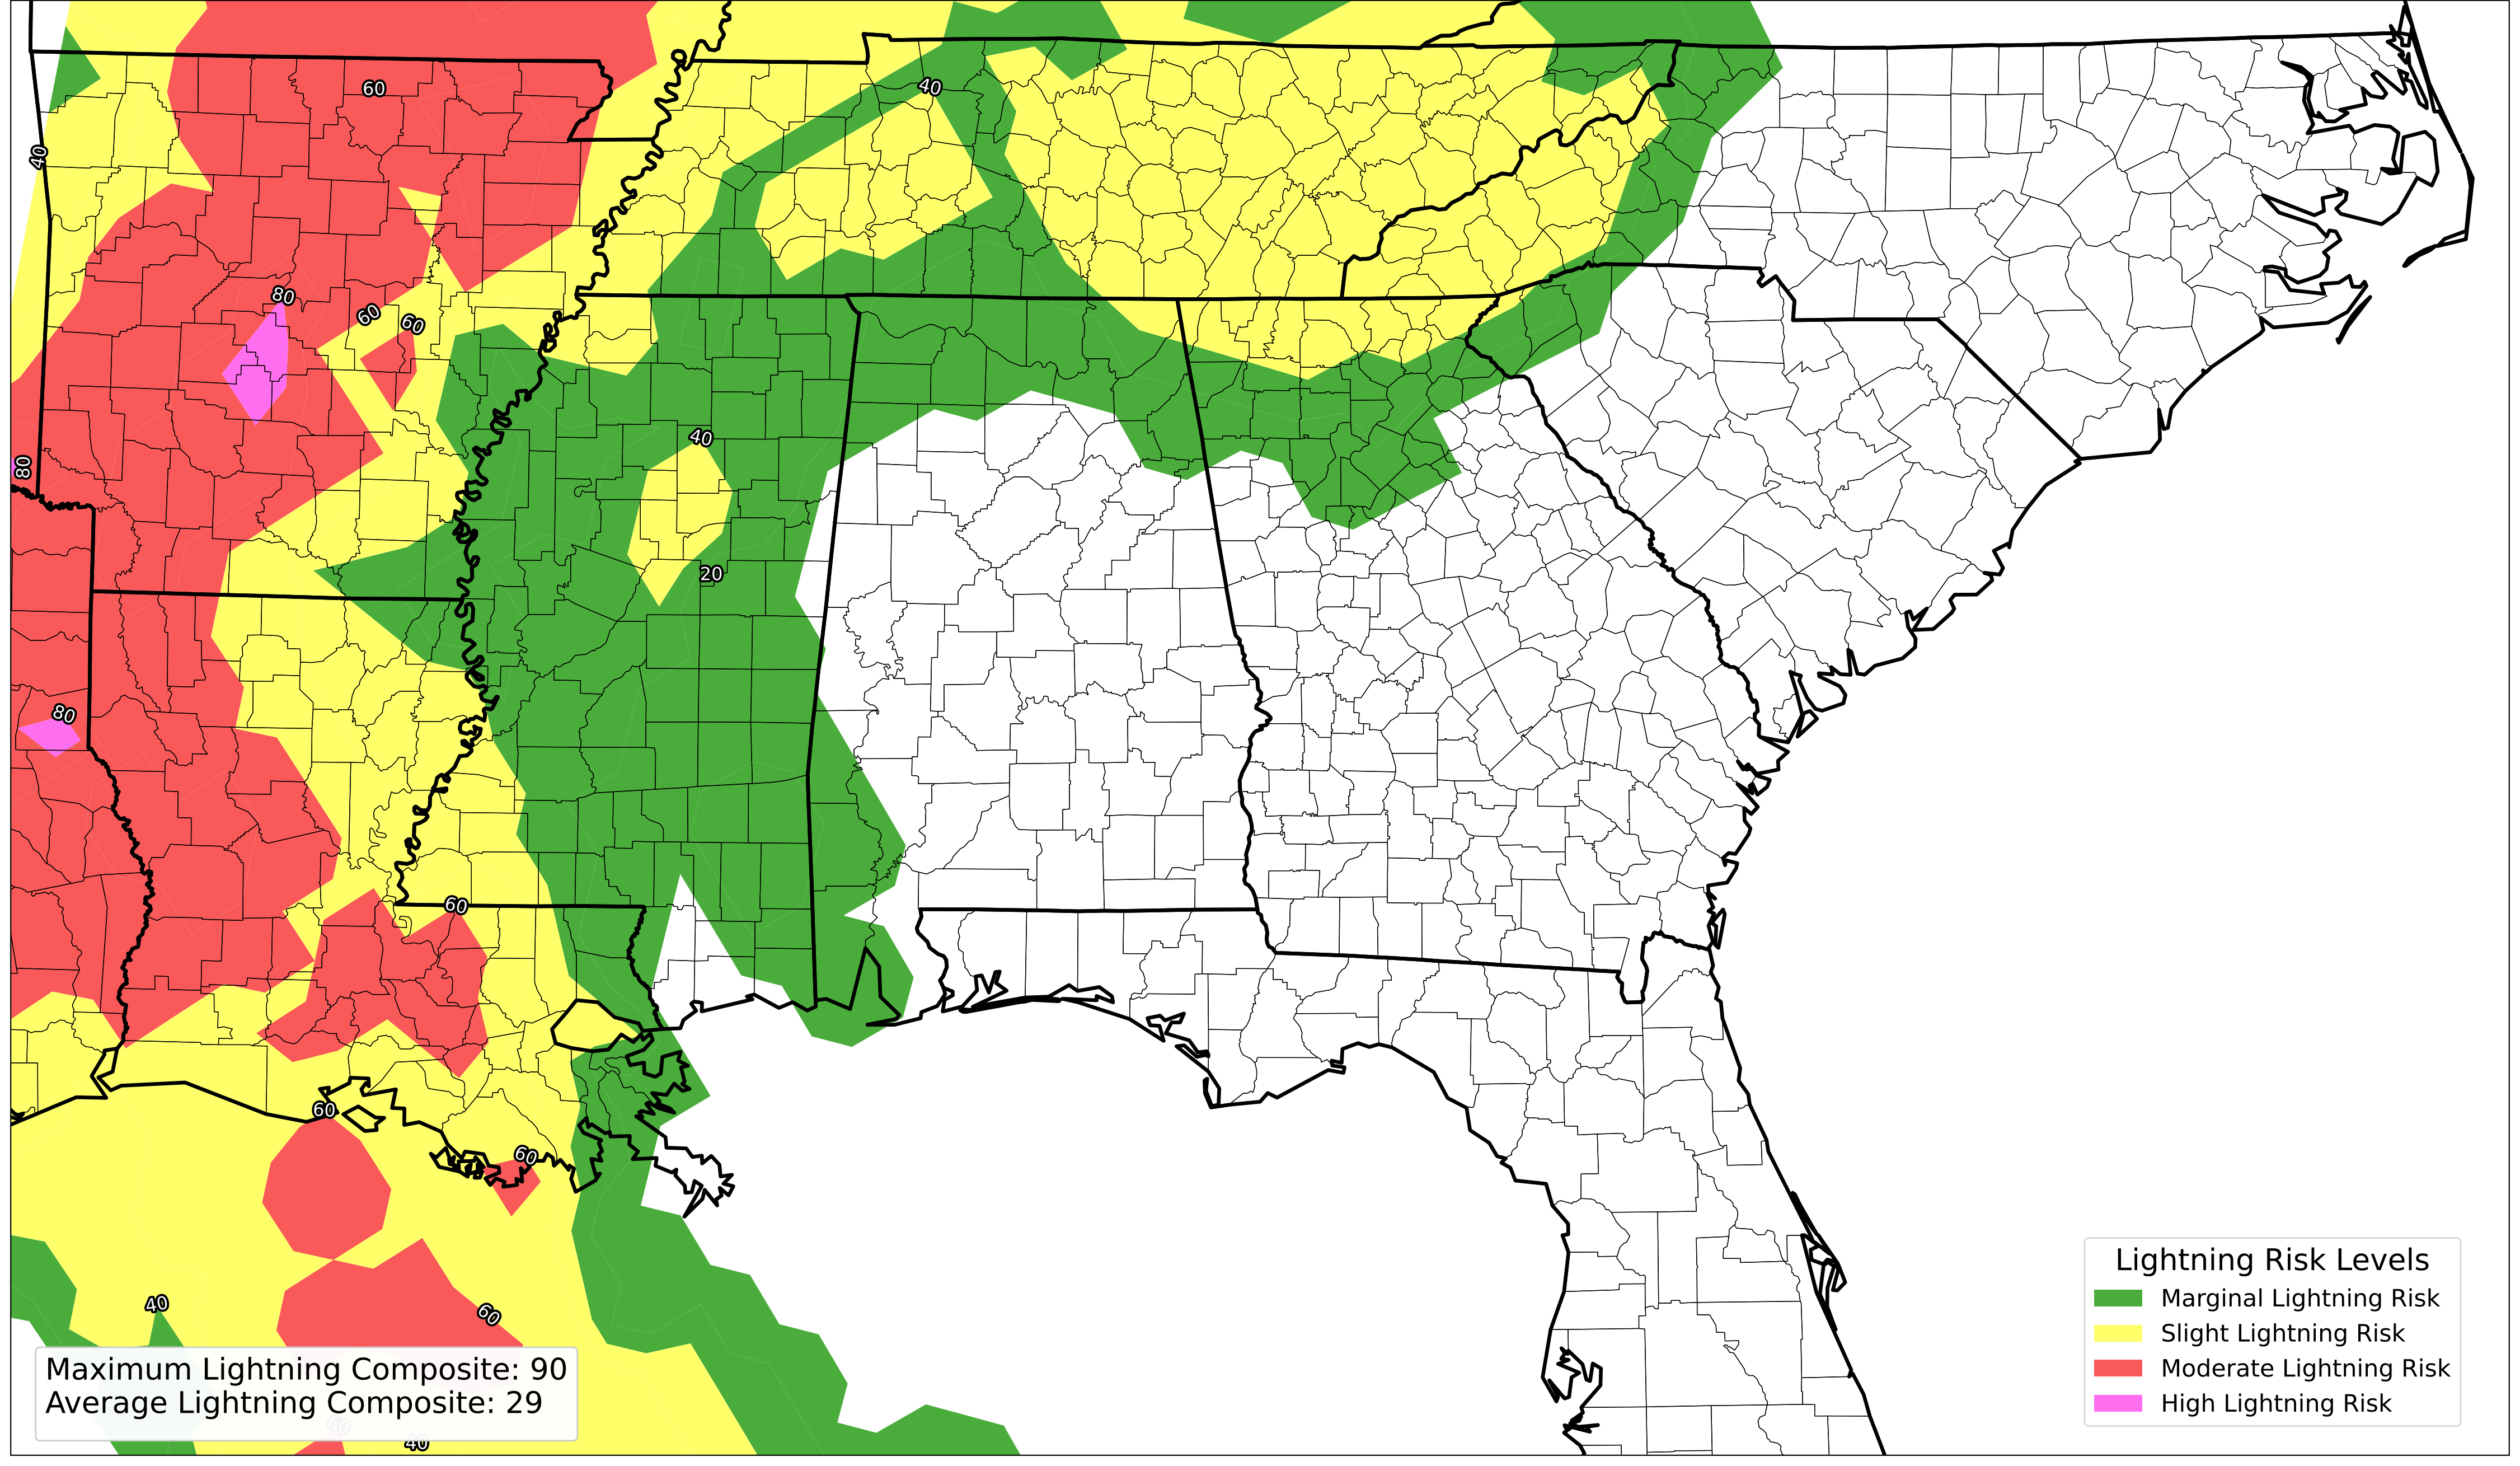 60
40
40
80
60
60
40
80
20
80
60
60
60
40
60
Lightning Risk Levels
Marginal Lightning Risk
Slight Lightning Risk
Moderate Lightning Risk
High Lightning Risk
Maximum Lightning Composite: 90
Average Lightning Composite: 29
60
40